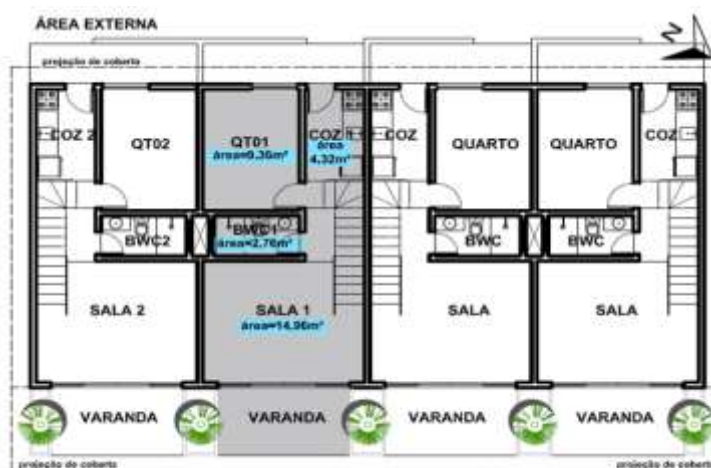 ÁREA EXTERNA
N
projeção de coberta
COZ 2
QT02
QT01
área=9.36m²
COZ 1
área
4.32m²
COZ
QUARTO
QUARTO
COZ
BWC2
BWC1
área=2.76m²
BWC
BWC
SALA 2
SALA 1
área=14.96m²
SALA
SALA
VARANDA
VARANDA
VARANDA
VARANDA
projeção de coberta
projeção de coberta